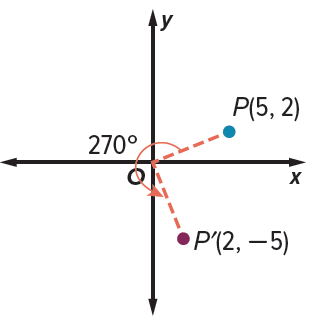 y
P(5, 2)
270°
O
x
P′(2, −5)